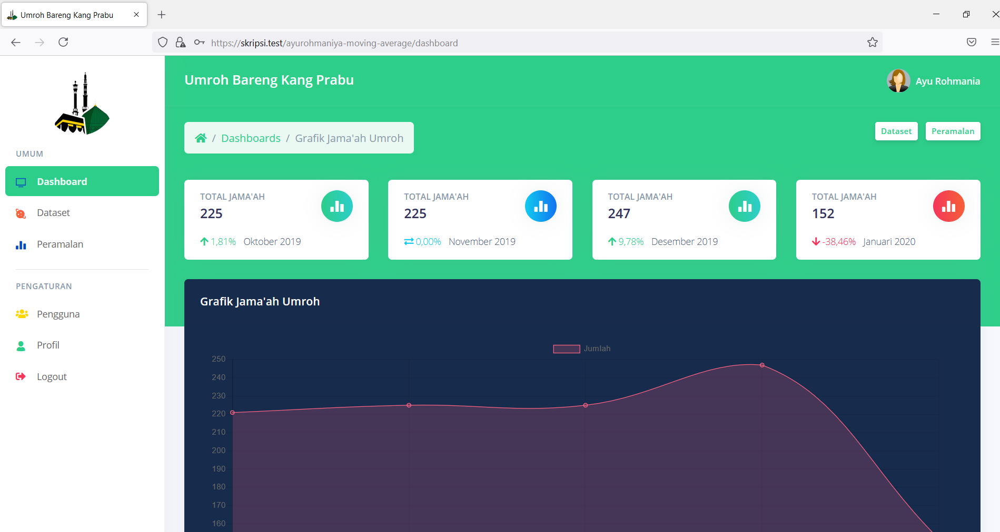 Umroh Bareng Kang Prabu
https://skripsi.test/ayurohmaniya-moving-average/dashboard
Umroh Bareng Kang Prabu
Ayu Rohmania
/ Dashboards / Grafik Jama'ah Umroh
Dataset
Peramalan
UMUM
Dashboard
Dataset
Peramalan
PENGATURAN
Pengguna
Profil
Logout
TOTAL JAMA'AH
225
1,81% Oktober 2019
TOTAL JAMA'AH
225
0,00% November 2019
TOTAL JAMA'AH
247
9,78% Desember 2019
TOTAL JAMA'AH
152
-38,46% Januari 2020
Grafik Jama'ah Umroh
Jumlah
250
240
230
220
210
200
190
180
170
160